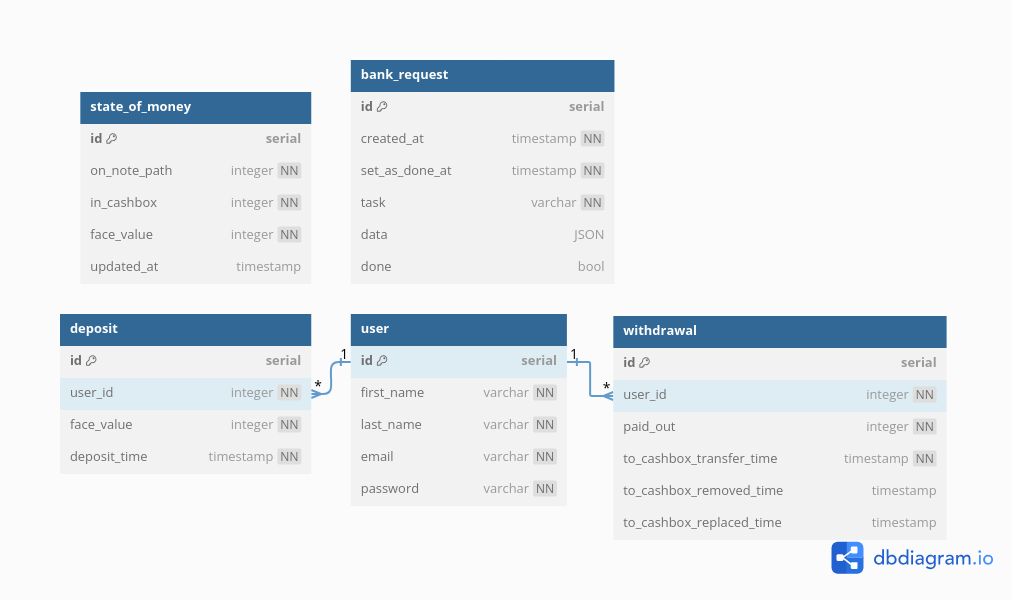 state_of_money
id serial
on_note_path integer NN
in_cashbox integer NN
face_value integer NN
updated_at timestamp
bank_request
id serial
created_at timestamp NN
set_as_done_at timestamp NN
task varchar NN
data JSON
done bool
deposit
id serial
user_id integer NN
face_value integer NN
deposit_time timestamp NN
1
*
user
id serial
first_name varchar NN
last_name varchar NN
email varchar NN
password varchar NN
1
*
withdrawal
id serial
user_id integer NN
paid_out integer NN
to_cashbox_transfer_time timestamp NN
to_cashbox_removed_time timestamp
to_cashbox_replaced_time timestamp
dbdiagram.io